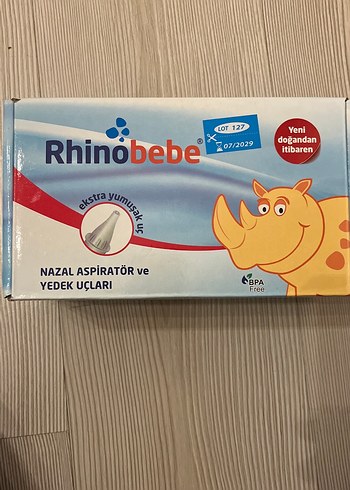 LOT 127
07/2029
Rhinobebe®
Yeni
doğandan
itibaren
ekstra yumuşak uç
NAZAL ASPİRATÖR ve
YEDEK UÇLARI
BPA
Free